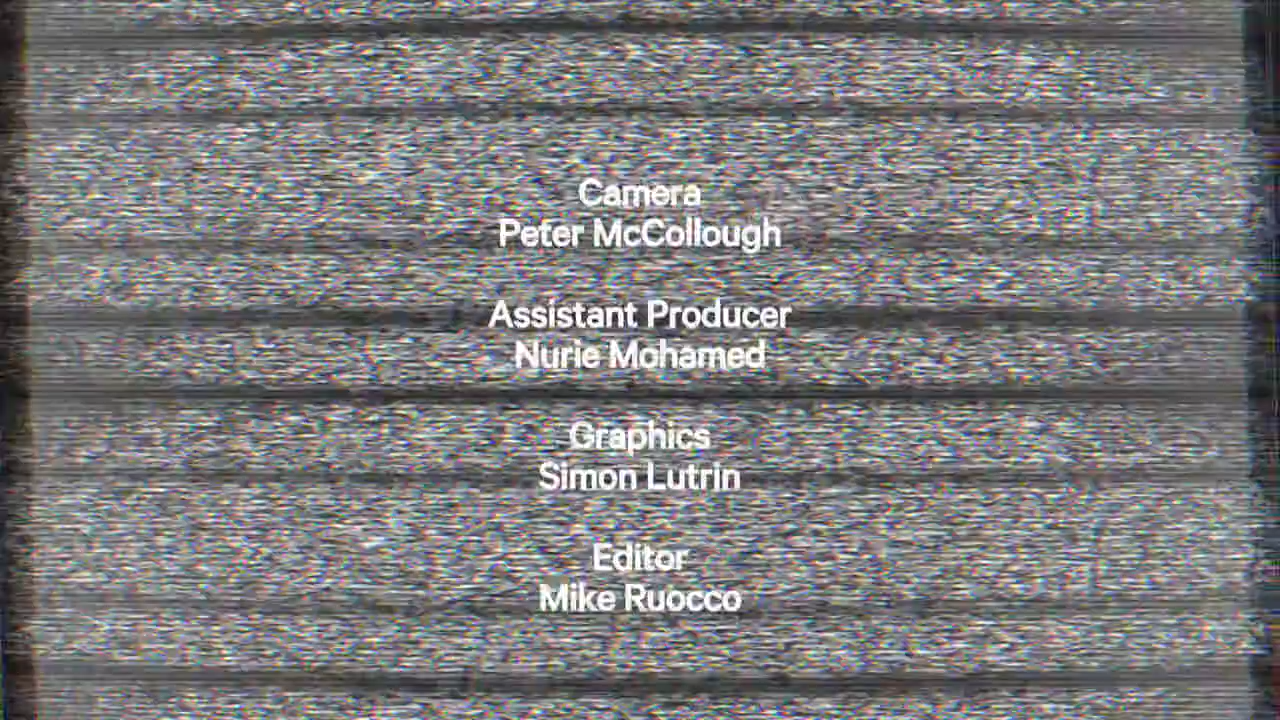 Camera
Peter McCollough
Assistant Producer
Nurie Mohamed
Graphics
Simon Lutrin
Editor
Mike Ruocco